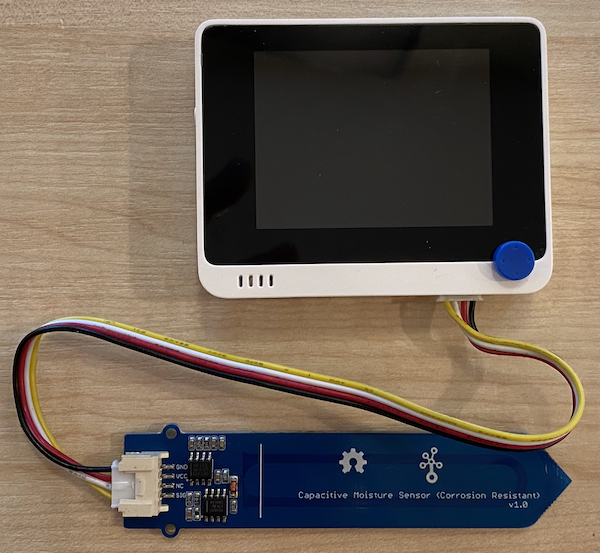 GND
VCC
NC
SIG
Capacitive Moisture Sensor (Corrosion Resistant)
v1.0